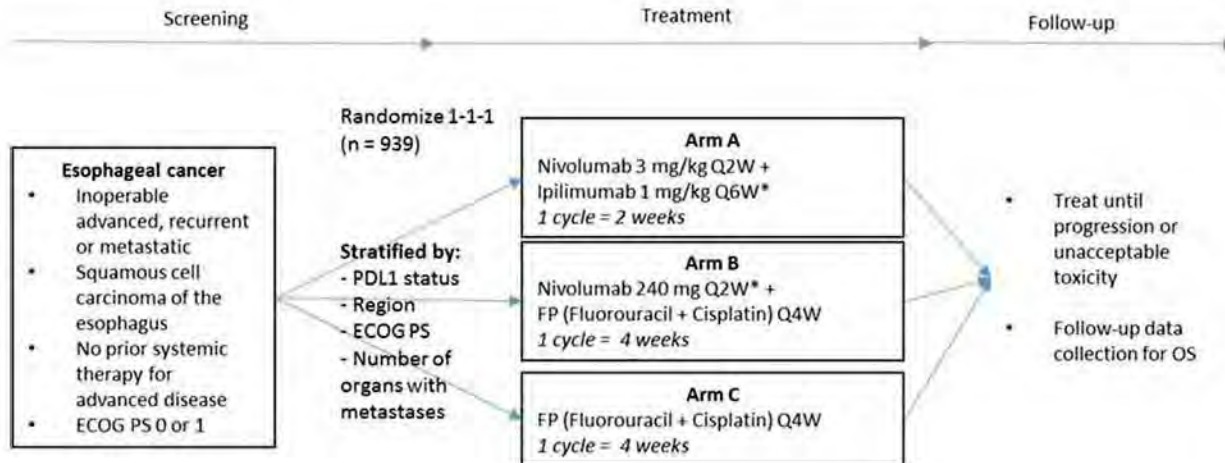 Screening
Treatment
Follow-up
Esophageal cancer
• Inoperable
advanced, recurrent
or metastatic
• Squamous cell
carcinoma of the
esophagus
• No prior systemic
therapy for
advanced disease
• ECOG PS 0 or 1
Randomize 1-1-1
(n = 939)
Stratified by:
- PDL1 status
- Region
- ECOG PS
- Number of
organs with
metastases
Arm A
Nivolumab 3 mg/kg Q2W +
Ipilimumab 1 mg/kg Q6W*
1 cycle = 2 weeks
Arm B
Nivolumab 240 mg Q2W* +
FP (Fluorouracil + Cisplatin) Q4W
1 cycle = 4 weeks
Arm C
FP (Fluorouracil + Cisplatin) Q4W
1 cycle = 4 weeks
• Treat until
progression or
unacceptable
toxicity
• Follow-up data
collection for OS